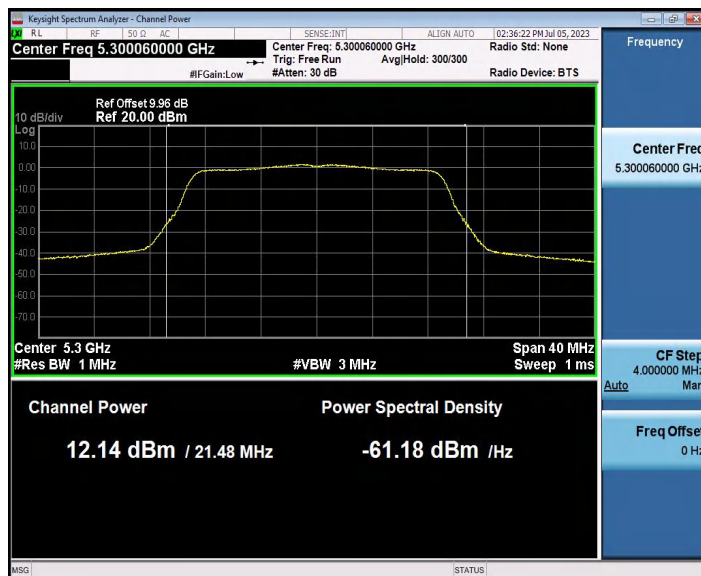 Keysight Spectrum Analyzer - Channel Power
LXI RL RF 50 Ω AC SENSE:INT ALIGN AUTO 02:36:22 PM Jul 05, 2023
Center Freq 5.300060000 GHz
Center Freq: 5.300060000 GHz
Radio Std: None
Trig: Free Run
Avg|Hold: 300/300
#IFGain:Low
#Atten: 30 dB
Radio Device: BTS
Ref Offset 9.96 dB
10 dB/div
Ref 20.00 dBm
Log
10.0
0.00
-10.0
-20.0
-30.0
-40.0
-50.0
-60.0
-70.0
Center 5.3 GHz
Span 40 MHz
#Res BW 1 MHz
#VBW 3 MHz
Sweep 1 ms
Channel Power
Power Spectral Density
12.14 dBm / 21.48 MHz
-61.18 dBm /Hz
MSG
STATUS
Frequency
Center Freq
5.300060000 GHz
CF Step
4.000000 MHz
Auto Man
Freq Offset
0 Hz